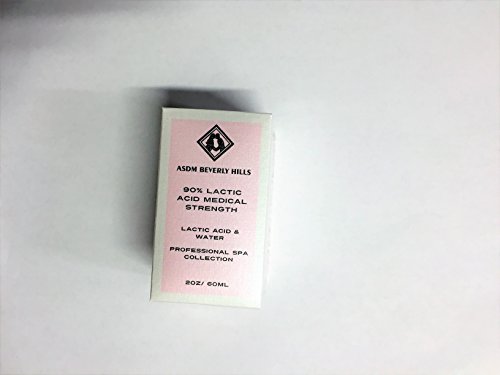 ASDM BEVERLY HILLS
90% LACTIC
ACID MEDICAL
STRENGTH
LACTIC ACID &
WATER
PROFESSIONAL SPA
COLLECTION
2OZ/ 60ML